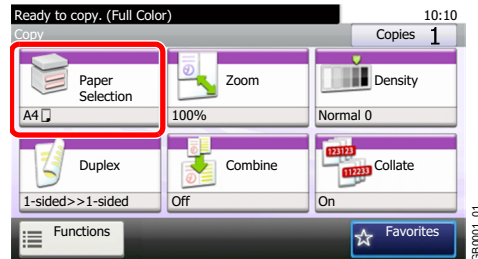 Ready to copy. (Full Color)
10:10
Copy
Copies 1
Paper
Selection
A4
Zoom
100%
Density
Normal 0
Duplex
1-sided>>1-sided
Combine
Off
123123
112233
Collate
On
Functions
Favorites
GB0001_01